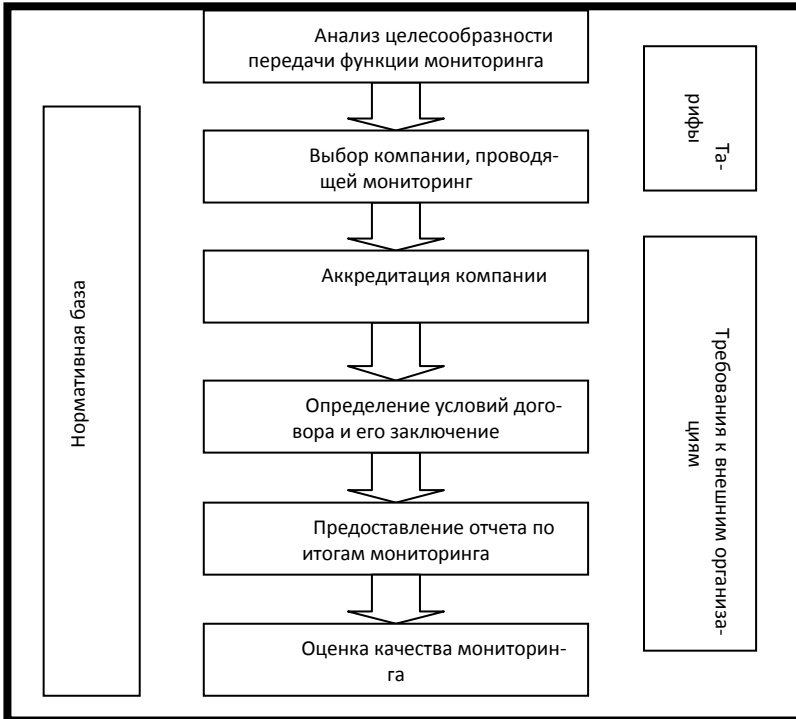 Анализ целесообразности
передачи функции мониторинга
Та-
рифы
Выбор компании, проводя-
щей мониторинг
Нормативная база
Аккредитация компании
Требования к внешним организа-
циям
Определение условий дого-
вора и его заключение
Предоставление отчета по
итогам мониторинга
Оценка качества мониторин-
га